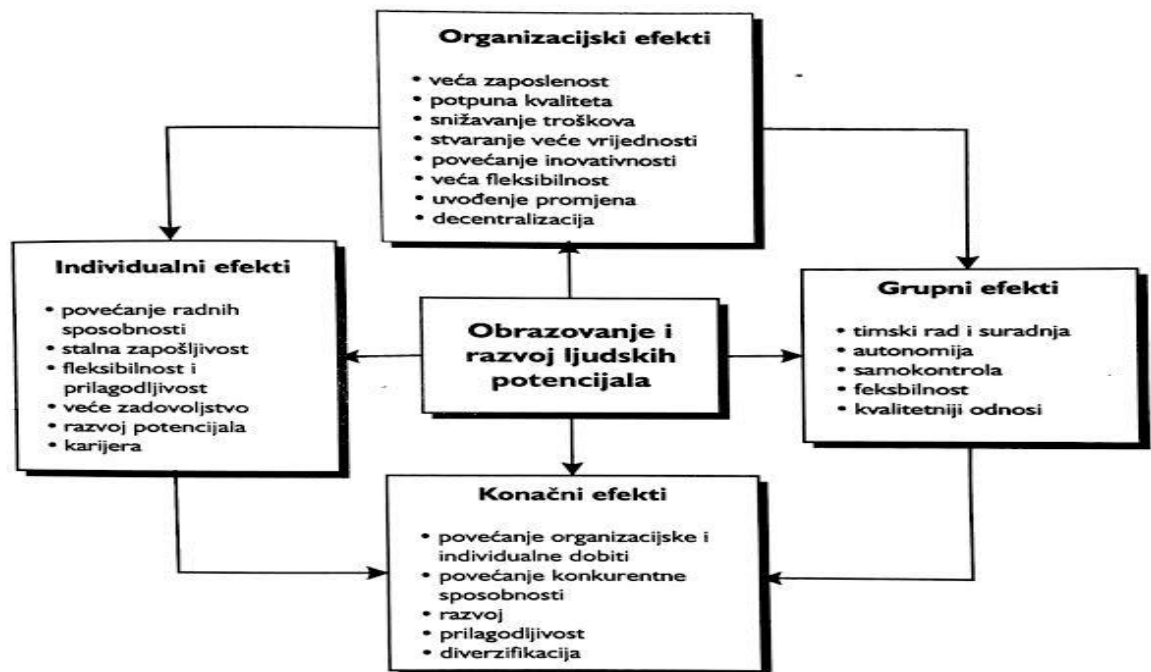 Organizacijski efekti
• veća zaposlenost
• potpuna kvaliteta
• snižavanje troškova
• stvaranje veće vrijednosti
• povećanje inovativnosti
• veća fleksibilnost
• uvođenje promjena
• decentralizacija
Individualni efekti
• povećanje radnih
sposobnosti
• stalna zapošljivost
• fleksibilnost i
prilagodljivost
• veće zadovoljstvo
• razvoj potencijala
• karijera
Obrazovanje i
razvoj ljudskih
potencijala
Grupni efekti
• timski rad i suradnja
• autonomija
• samokontrola
• feksbilnost
• kvalitetniji odnosi
Konačni efekti
• povećanje organizacijske i
individualne dobiti
• povećanje konkurentne
sposobnosti
• razvoj
• prilagodljivost
• diverzifikacija